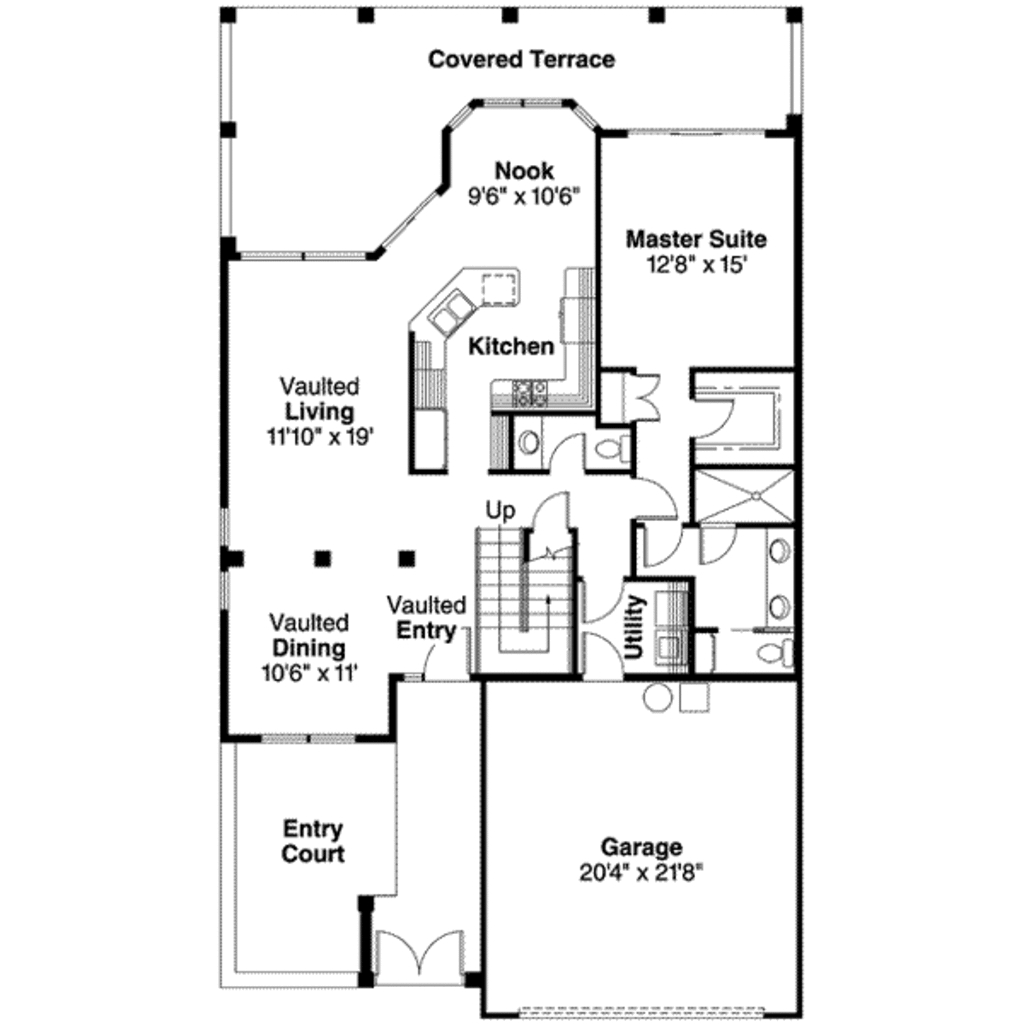 Covered Terrace
Nook
9'6" x 10'6"
Master Suite
12'8" x 15'
Kitchen
Vaulted
Living
11'10" x 19'
Up
Vaulted
Entry
Vaulted
Dining
10'6" x 11'
Utility
Entry
Court
Garage
20'4" x 21'8"